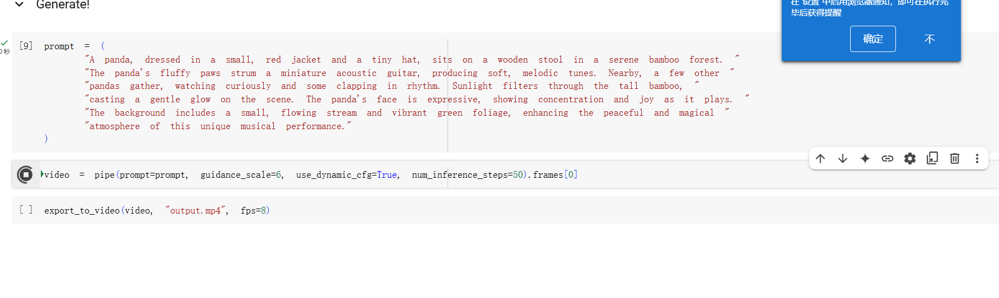 Generate!
在"设置"中启用浏览器通知，即可在执行完
毕后获得提醒
确定
不
0 秒
[9]
prompt = (
"A panda, dressed in a small, red jacket and a tiny hat, sits on a wooden stool in a serene bamboo forest. "
"The panda's fluffy paws strum a miniature acoustic guitar, producing soft, melodic tunes. Nearby, a few other "
"pandas gather, watching curiously and some clapping in rhythm. Sunlight filters through the tall bamboo, "
"casting a gentle glow on the scene. The panda's face is expressive, showing concentration and joy as it plays. "
"The background includes a small, flowing stream and vibrant green foliage, enhancing the peaceful and magical "
"atmosphere of this unique musical performance."
)
video = pipe(prompt=prompt, guidance_scale=6, use_dynamic_cfg=True, num_inference_steps=50).frames[0]
[ ]
export_to_video(video, "output.mp4", fps=8)